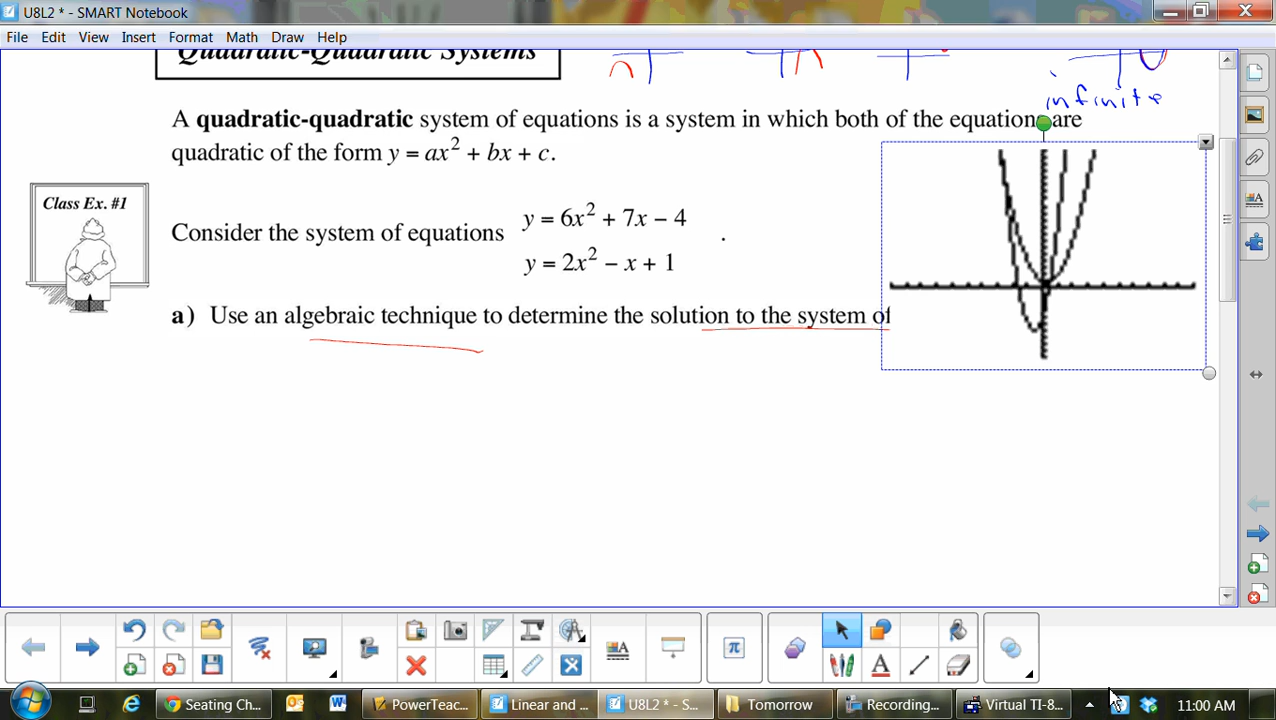 U8L2 * - SMART Notebook
File Edit View Insert Format Math Draw Help
Quadratic-Quadratic Systems
infinite
A quadratic-quadratic system of equations is a system in which both of the equations are
quadratic of the form y = ax² + bx + c.
Class Ex. #1
Consider the system of equations
y = 6x² + 7x − 4
y = 2x² − x + 1
.
a) Use an algebraic technique to determine the solution to the system of
Seating Ch...
PowerTeac...
Linear and ...
U8L2 * - S...
Tomorrow
Recording...
Virtual TI-8...
11:00 AM